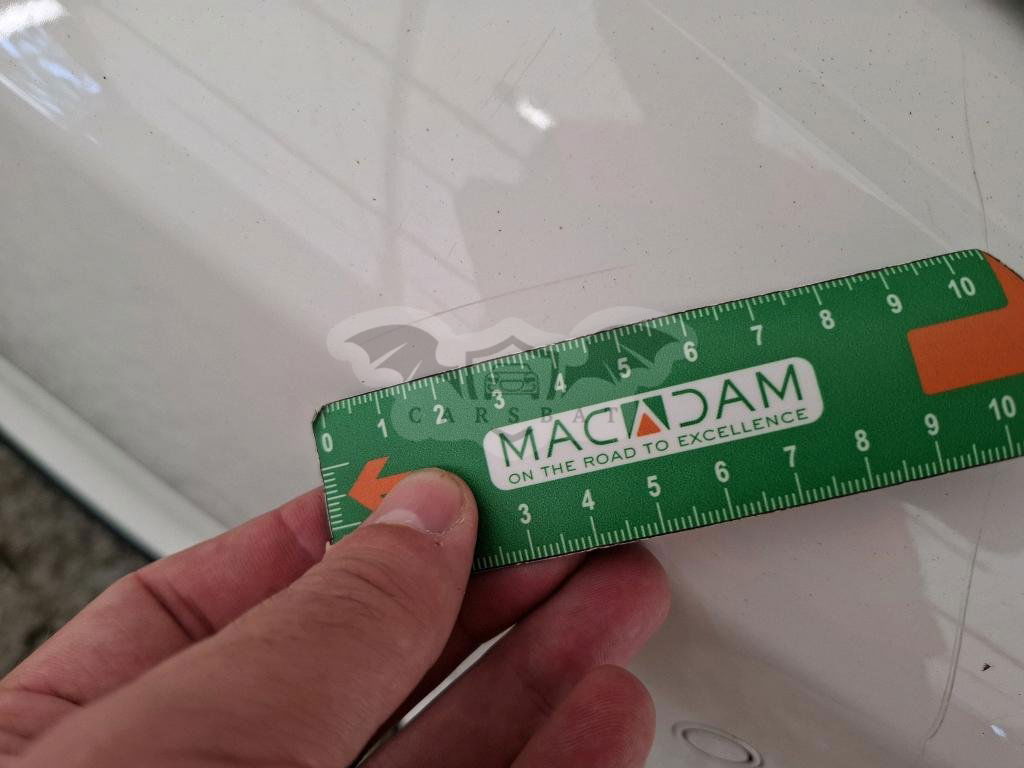 0 1 2 3 4 5 6 7 8 9 10
CARSBAT
MACADAM
ON THE ROAD TO EXCELLENCE
3 4 5 6 7 8 9 10